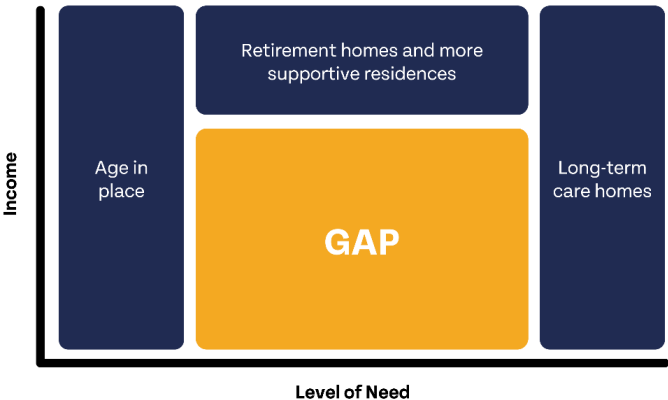 Retirement homes and more
supportive residences
Age in
place
Long-term
care homes
GAP
Income
Level of Need